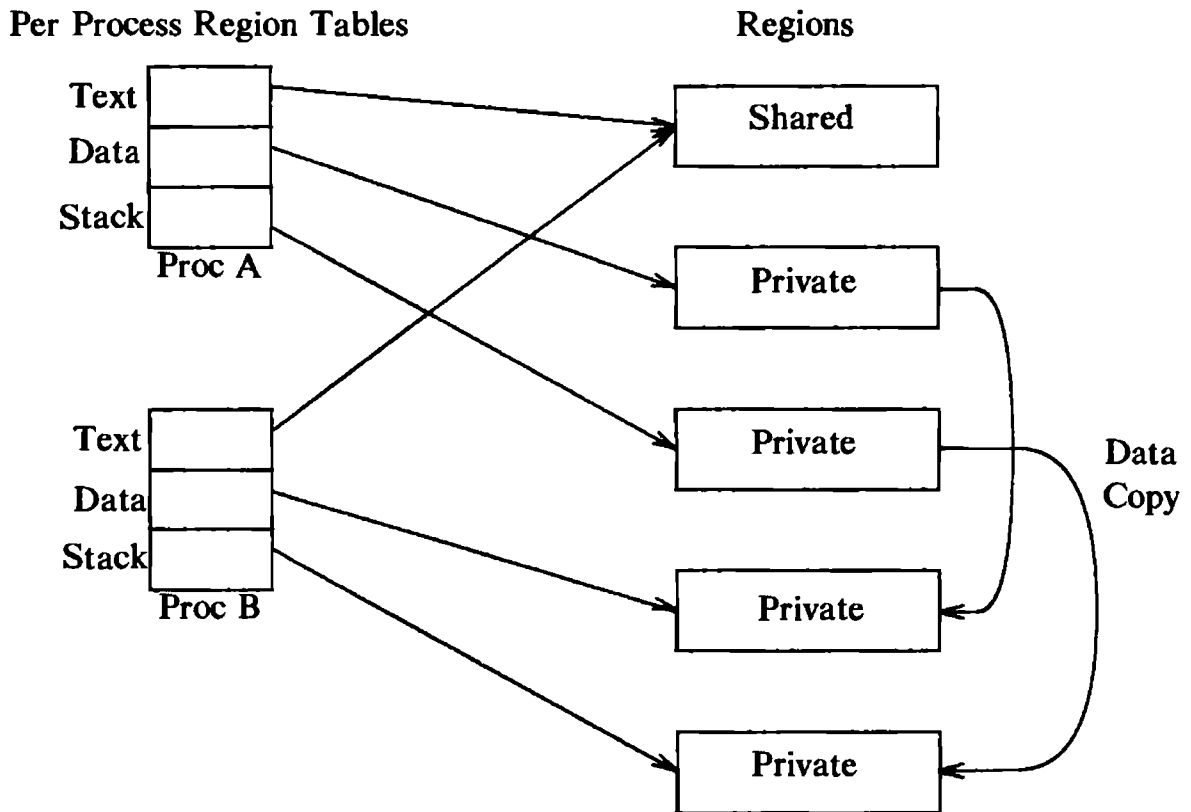 Per Process Region Tables
Regions
Text
Data
Stack
Proc A
Shared
Private
Private
Text
Data
Stack
Proc B
Private
Private
Data
Copy